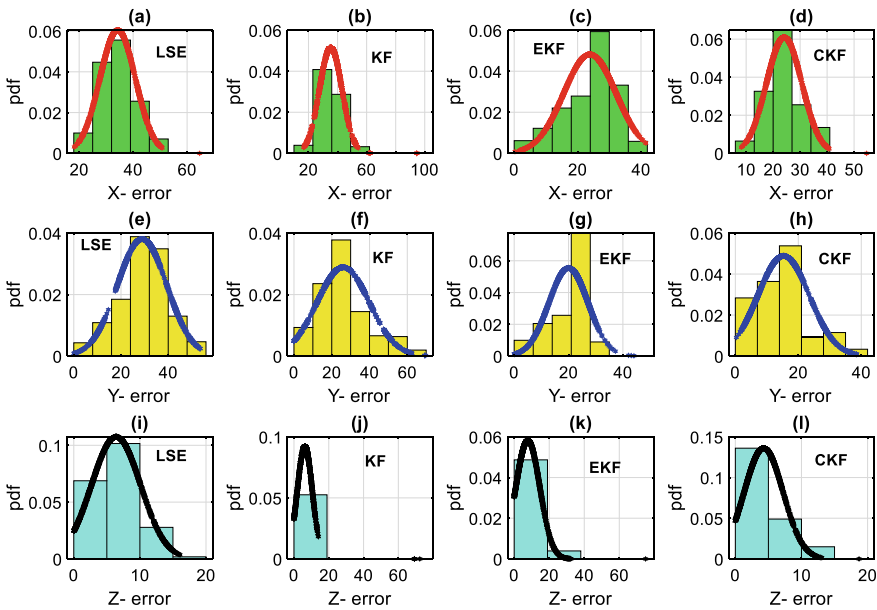 (a) (b) (c) (d)
0.06 0.06 0.06 0.06
LSE KF EKF CKF
0.04 0.04 0.04 0.04
pdf pdf pdf pdf
0.02 0.02 0.02 0.02
0 0 0 0
20 40 60 20 40 60 80 100 0 10 20 30 40 10 20 30 40 50
X- error X- error X- error X- error
(e) (f) (g) (h)
0.04 0.04 0.06 0.06
LSE KF EKF CKF
0.04 0.04
pdf 0.02 pdf 0.02 pdf pdf
0.02 0.02
0 0 0 0
0 20 40 0 20 40 60 0 20 40 0 20 40
Y- error Y- error Y- error Y- error
(i) (j) (k) (l)
0.1 0.1 0.06 0.15
LSE KF EKF CKF
0.04 0.1
pdf 0.05 pdf 0.05 pdf pdf
0.02 0.05
0 0 0 0
0 10 20 0 20 40 60 0 20 40 60 0 5 10 15 20
Z- error Z- error Z- error Z- error